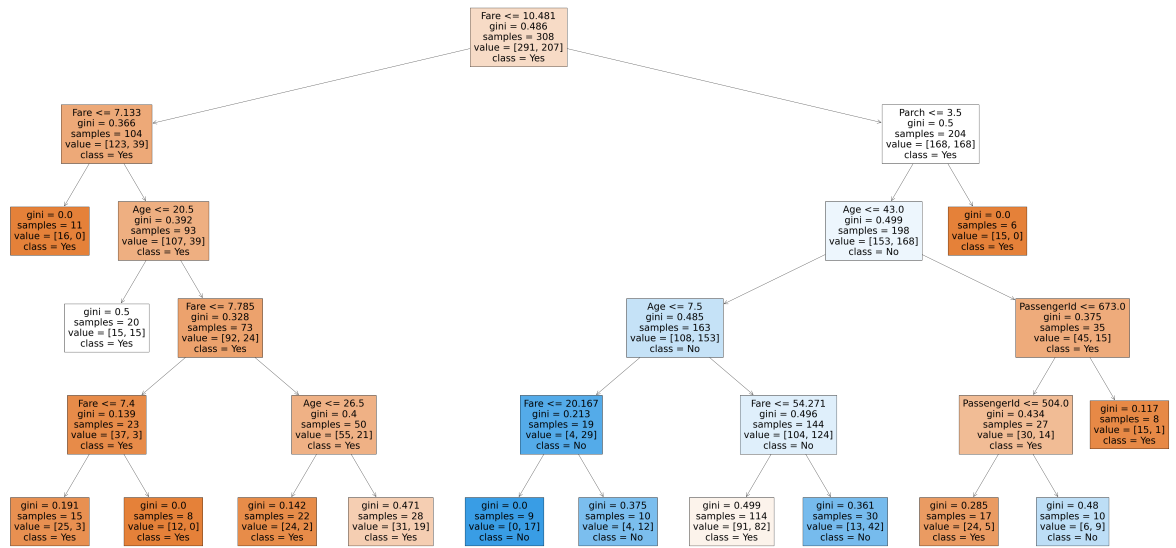 Fare <= 10.481
gini = 0.486
samples = 308
value = [291, 207]
class = Yes
Fare <= 7.133
gini = 0.366
samples = 104
value = [123, 39]
class = Yes
Parch <= 3.5
gini = 0.5
samples = 204
value = [168, 168]
class = Yes
gini = 0.0
samples = 11
value = [16, 0]
class = Yes
Age <= 20.5
gini = 0.392
samples = 93
value = [107, 39]
class = Yes
Age <= 43.0
gini = 0.499
samples = 198
value = [153, 168]
class = No
gini = 0.0
samples = 6
value = [15, 0]
class = Yes
gini = 0.5
samples = 20
value = [15, 15]
class = Yes
Fare <= 7.785
gini = 0.328
samples = 73
value = [92, 24]
class = Yes
Age <= 7.5
gini = 0.485
samples = 163
value = [108, 153]
class = No
PassengerId <= 673.0
gini = 0.375
samples = 35
value = [45, 15]
class = Yes
Fare <= 7.4
gini = 0.139
samples = 23
value = [37, 3]
class = Yes
Age <= 26.5
gini = 0.4
samples = 50
value = [55, 21]
class = Yes
Fare <= 20.167
gini = 0.213
samples = 19
value = [4, 29]
class = No
Fare <= 54.271
gini = 0.496
samples = 144
value = [104, 124]
class = No
PassengerId <= 504.0
gini = 0.434
samples = 27
value = [30, 14]
class = Yes
gini = 0.117
samples = 8
value = [15, 1]
class = Yes
gini = 0.191
samples = 15
value = [25, 3]
class = Yes
gini = 0.0
samples = 8
value = [12, 0]
class = Yes
gini = 0.142
samples = 22
value = [24, 2]
class = Yes
gini = 0.471
samples = 28
value = [31, 19]
class = Yes
gini = 0.0
samples = 9
value = [0, 17]
class = No
gini = 0.375
samples = 10
value = [4, 12]
class = No
gini = 0.499
samples = 114
value = [91, 82]
class = Yes
gini = 0.361
samples = 30
value = [13, 42]
class = No
gini = 0.285
samples = 17
value = [24, 5]
class = Yes
gini = 0.48
samples = 10
value = [6, 9]
class = No